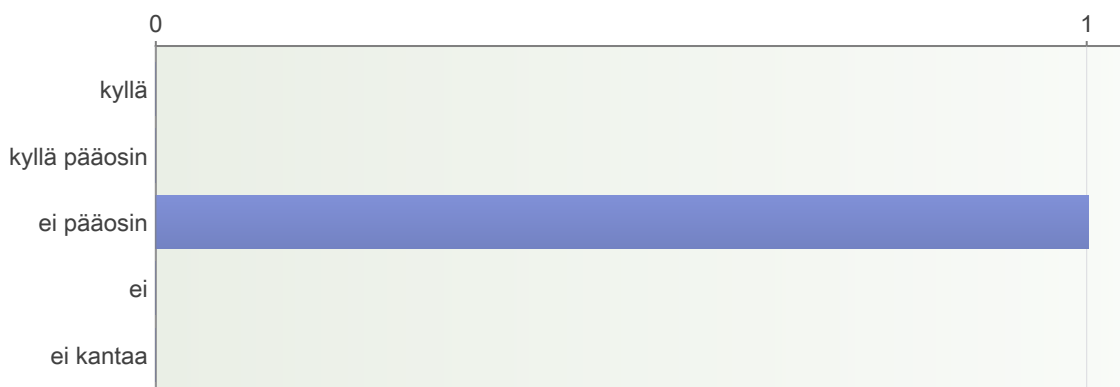 0 1
kyllä
kyllä pääosin
ei pääosin
ei
ei kantaa